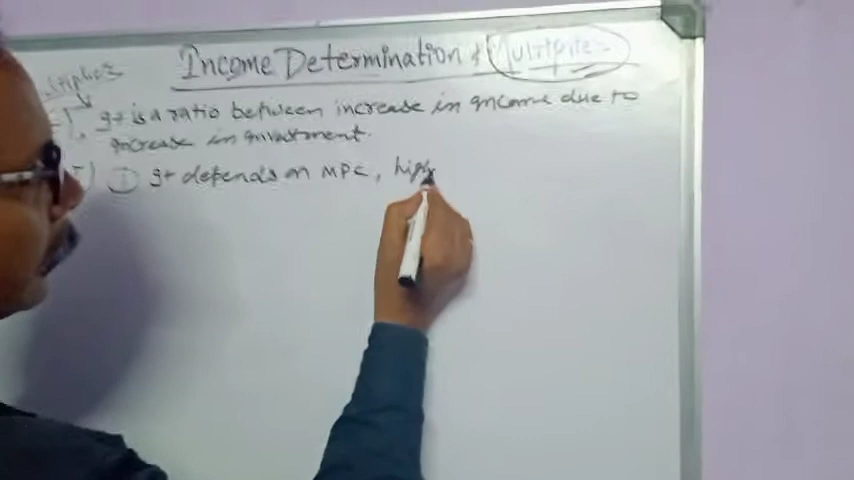 Income Determination & Multiplier
It is a ratio between increase in Income due to
Increase in Investment.
① It depends on MPC, high